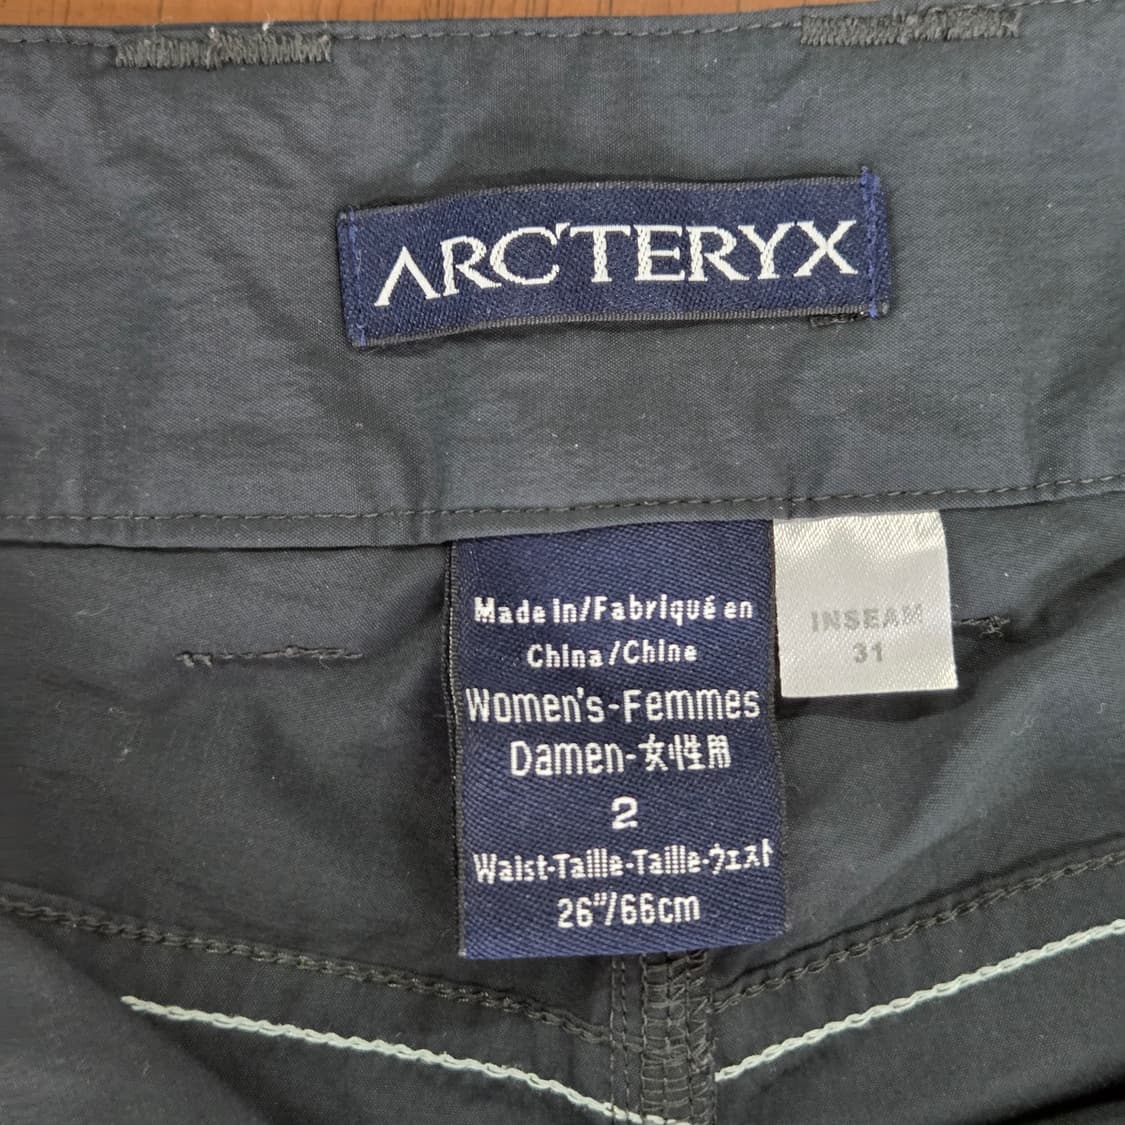 ARC'TERYX
Made in/Fabriqué en
China/Chine
Women's-Femmes
Damen-女性用
2
Waist-Taille-Taille-ウェスト
26"/66cm
INSEAM
31